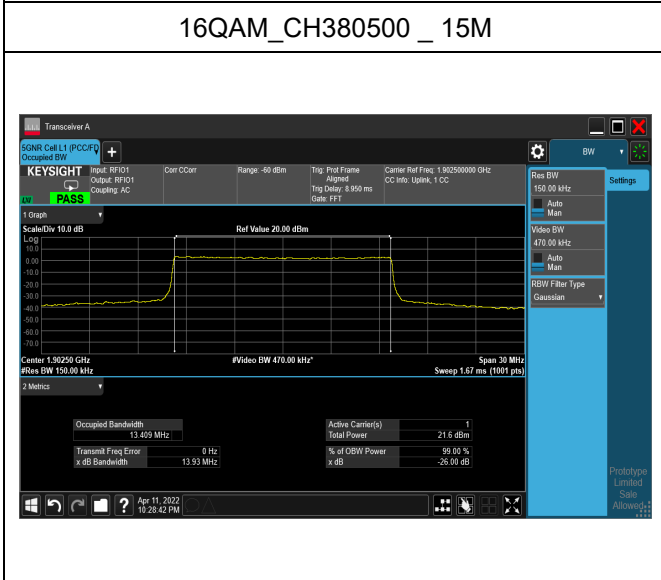 16QAM_CH380500 _ 15M
Transceiver A
5GNR Cell L1 (PCC/FD
Occupied BW
+
BW
KEYSIGHT
Input: RFIO1
Output: RFIO1
Coupling: AC
Corr CCorr
Range: -60 dBm
Trig: Prot Frame
Aligned
Trig Delay: 8.950 ms
Gate: FFT
Carrier Ref Freq: 1.902500000 GHz
CC Info: Uplink, 1 CC
PASS
Res BW
150.00 kHz
Auto
Man
Settings
Video BW
470.00 kHz
Auto
Man
RBW Filter Type
Gaussian
1 Graph
Scale/Div 10.0 dB
Ref Value 20.00 dBm
Log
10.0
0.00
-10.0
-20.0
-30.0
-40.0
-50.0
-60.0
-70.0
Center 1.90250 GHz
#Video BW 470.00 kHz*
Span 30 MHz
#Res BW 150.00 kHz
Sweep 1.67 ms (1001 pts)
2 Metrics
Occupied Bandwidth
13.409 MHz
Active Carrier(s) 1
Total Power 21.6 dBm
Transmit Freq Error 0 Hz
x dB Bandwidth 13.93 MHz
% of OBW Power 99.00 %
x dB -26.00 dB
Prototype
Limited
Sale
Allowed
?
Apr 11, 2022
10:28:42 PM